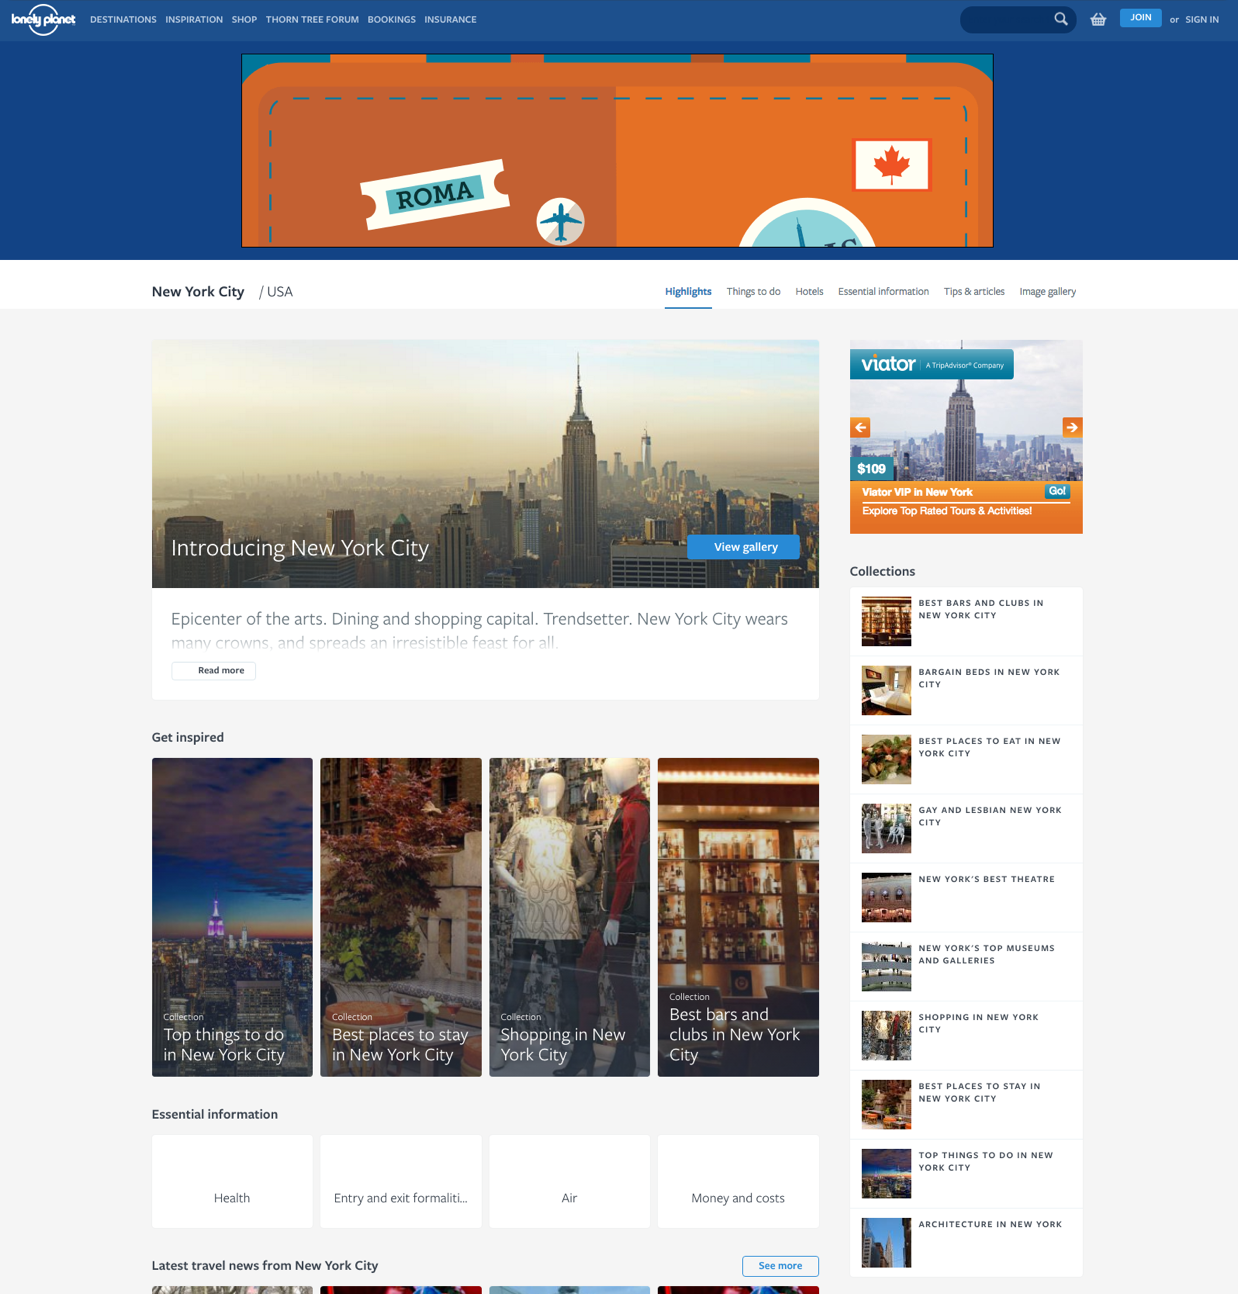 lonely planet
DESTINATIONS INSPIRATION SHOP THORN TREE FORUM BOOKINGS INSURANCE
JOIN or SIGN IN
ROMA
New York City / USA
Highlights Things to do Hotels Essential information Tips & articles Image gallery
viator A TripAdvisor® Company
$109
Viator VIP in New York Go!
Explore Top Rated Tours & Activities!
Introducing New York City
View gallery
Epicenter of the arts. Dining and shopping capital. Trendsetter. New York City wears
many crowns, and spreads an irresistible feast for all.
Read more
Get inspired
Collection
Top things to do
in New York City
Collection
Best places to stay
in New York City
Collection
Shopping in New
York City
Collection
Best bars and
clubs in New York
City
Essential information
Health
Entry and exit formaliti...
Air
Money and costs
Latest travel news from New York City
See more
Collections
BEST BARS AND CLUBS IN
NEW YORK CITY
BARGAIN BEDS IN NEW YORK
CITY
BEST PLACES TO EAT IN NEW
YORK CITY
GAY AND LESBIAN NEW YORK
CITY
NEW YORK'S BEST THEATRE
NEW YORK'S TOP MUSEUMS
AND GALLERIES
SHOPPING IN NEW YORK
CITY
BEST PLACES TO STAY IN
NEW YORK CITY
TOP THINGS TO DO IN NEW
YORK CITY
ARCHITECTURE IN NEW YORK